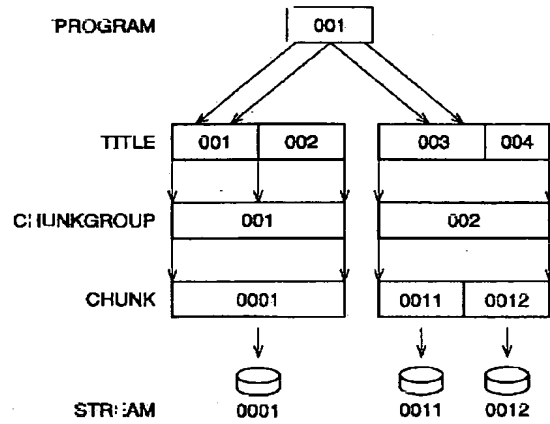 PROGRAM 001
TITLE 001 002 003 004
CHUNKGROUP 001 002
CHUNK 0001 0011 0012
STREAM 0001 0011 0012